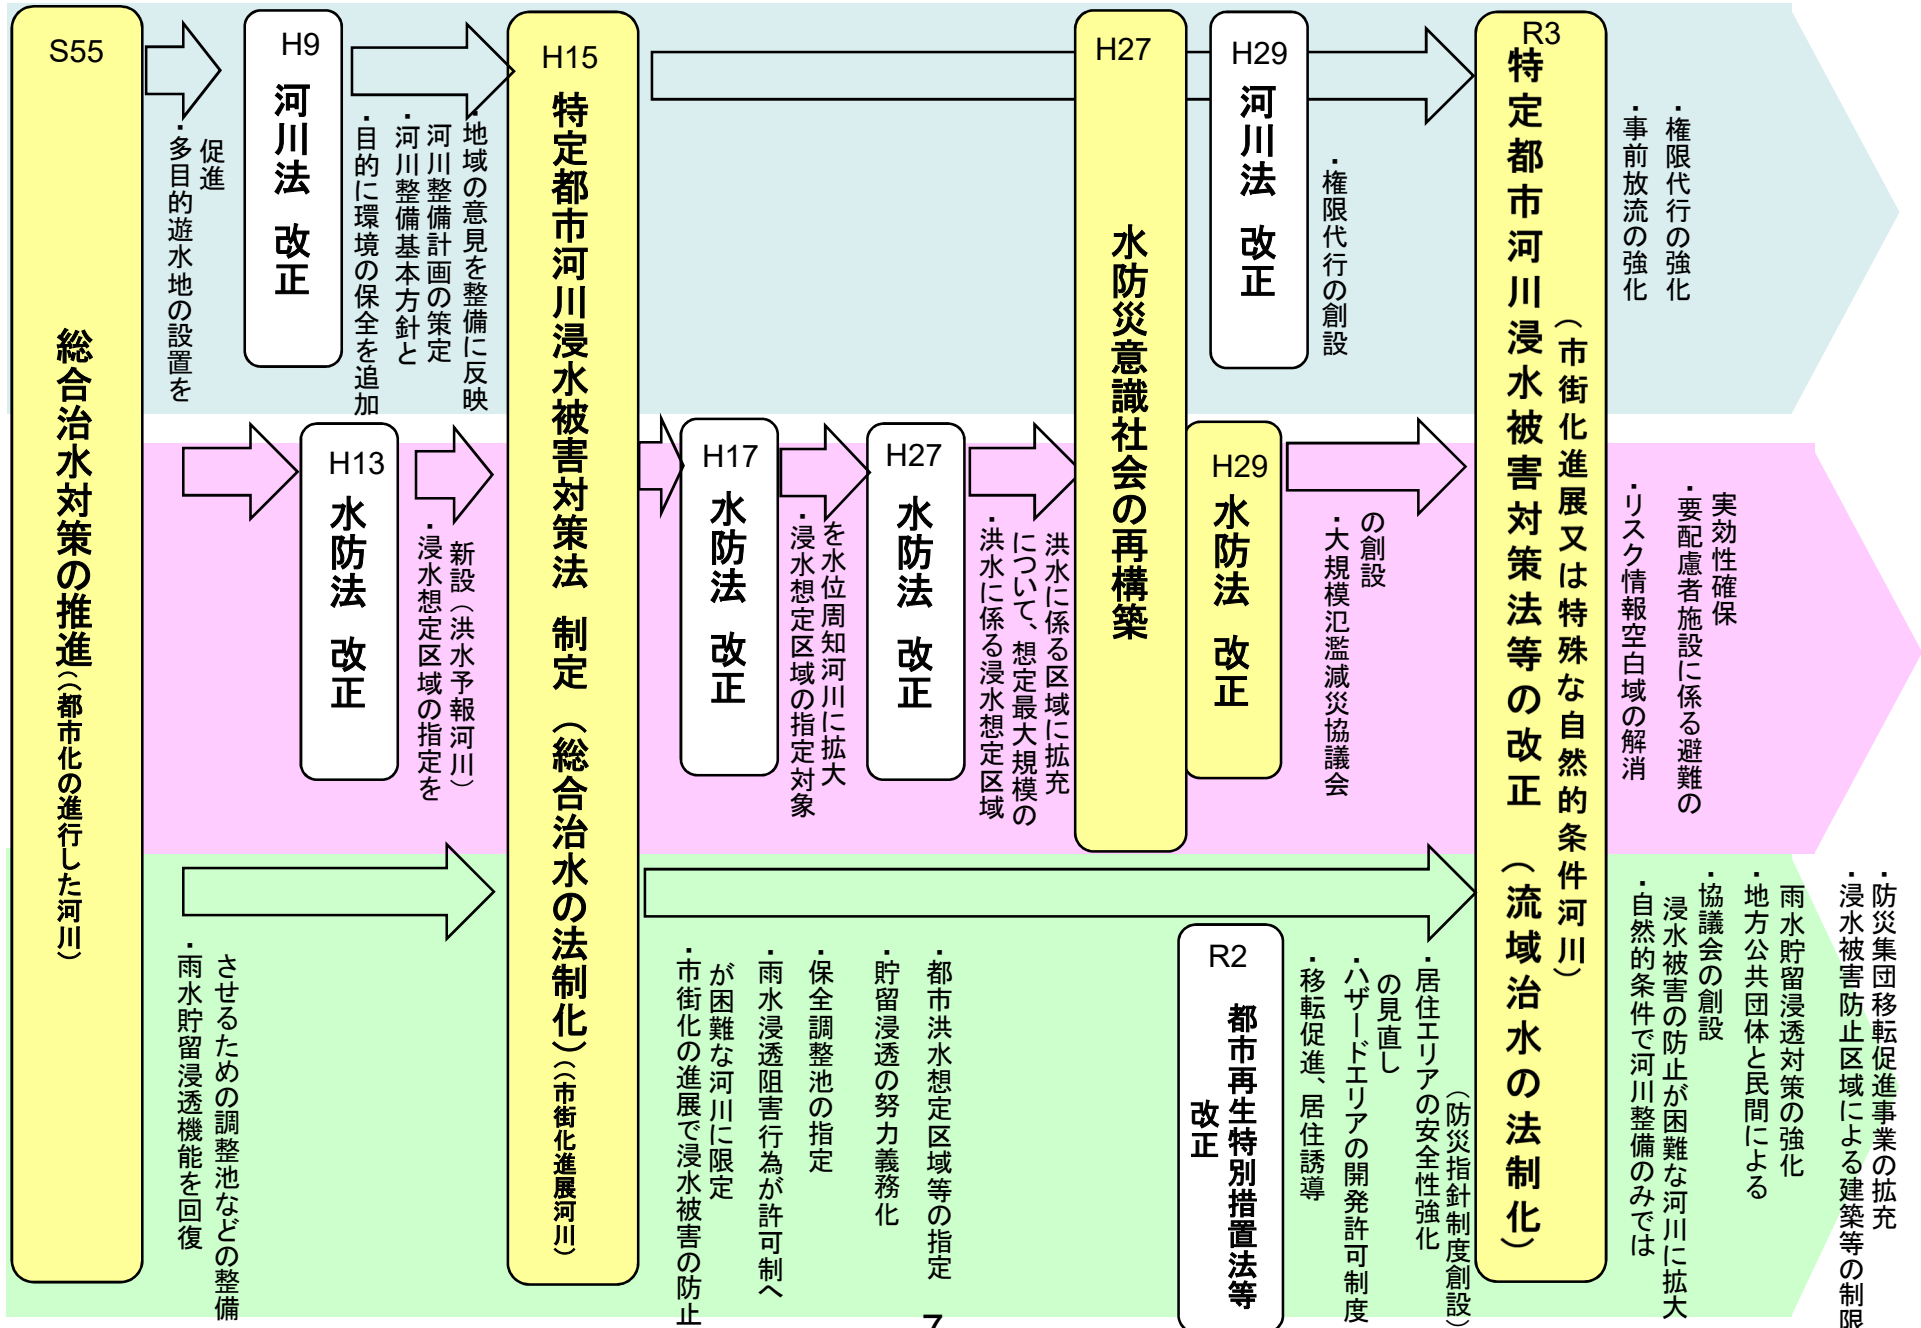 S55
総合治水対策の推進（（都市化の進行した河川）
・多目的遊水地の設置を
促進
H9
河川法　改正
・目的に環境の保全を追加
・河川整備基本方針と
河川整備計画の策定
・地域の意見を整備に反映
H13
水防法　改正
・浸水想定区域の指定を
新設（洪水予報河川）
・雨水貯留浸透機能を回復
させるための調整池などの整備
H15
特定都市河川浸水被害対策法　制定　（総合治水の法制化）（（市街化進展河川）
H17
水防法　改正
・浸水想定区域の指定対象
を水位周知河川に拡大
H27
水防法　改正
・洪水に係る浸水想定区域
について、想定最大規模の
洪水に係る区域に拡充
・市街化の進展で浸水被害の防止
が困難な河川に限定
・雨水浸透阻害行為が許可制へ
・保全調整池の指定
・貯留浸透の努力義務化
・都市洪水想定区域等の指定
H27
水防災意識社会の再構築
H29
河川法　改正
・権限代行の創設
H29
水防法　改正
・大規模氾濫減災協議会
の創設
R2
都市再生特別措置法等
改正
・移転促進、居住誘導
・ハザードエリアの開発許可制度
の見直し
・居住エリアの安全性強化
（防災指針制度創設）
R3
特定都市河川浸水被害対策法等の改正　（流域治水の法制化）
（市街化進展又は特殊な自然的条件河川）
・事前放流の強化
・権限代行の強化
・リスク情報空白域の解消
・要配慮者施設に係る避難の
実効性確保
・自然的条件で河川整備のみでは
浸水被害の防止が困難な河川に拡大
・協議会の創設
・地方公共団体と民間による
雨水貯留浸透対策の強化
・浸水被害防止区域による建築等の制限
・防災集団移転促進事業の拡充
7